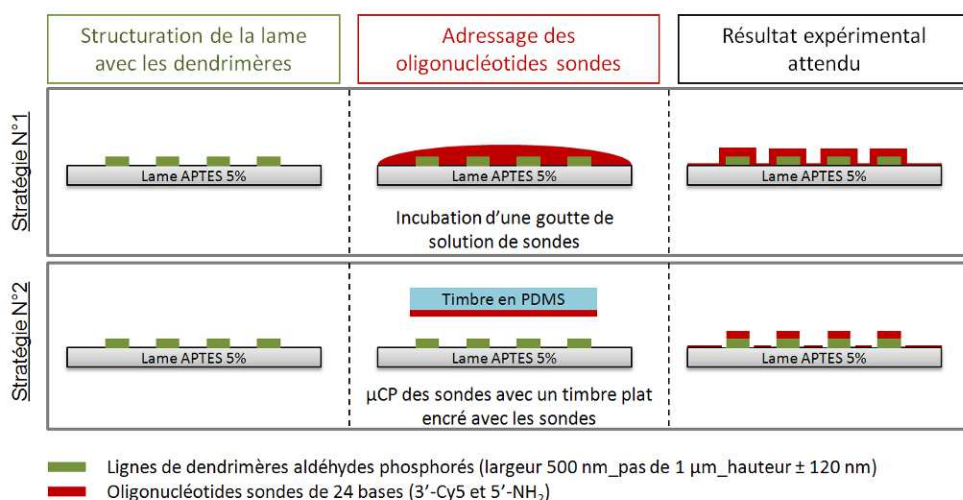 Structuration de la lame
avec les dendrimères
Adressage des
oligonucléotides sondes
Résultat expérimental
attendu
Stratégie N°1
Lame APTES 5%
Lame APTES 5%
Incubation d'une goutte de
solution de sondes
Lame APTES 5%
Stratégie N°2
Lame APTES 5%
Timbre en PDMS
Lame APTES 5%
µCP des sondes avec un timbre plat
encré avec les sondes
Lame APTES 5%
Lignes de dendrimères aldéhydes phosphorés (largeur 500 nm_pas de 1 µm_hauteur ± 120 nm)
Oligonucléotides sondes de 24 bases (3'-Cy5 et 5'-NH₂)